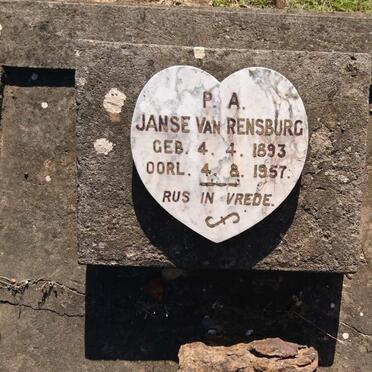 P. A.
JANSE VAN RENSBURG
GEB. 4. 4. 1893
OORL. 4. 8. 1957.
RUS IN VREDE.